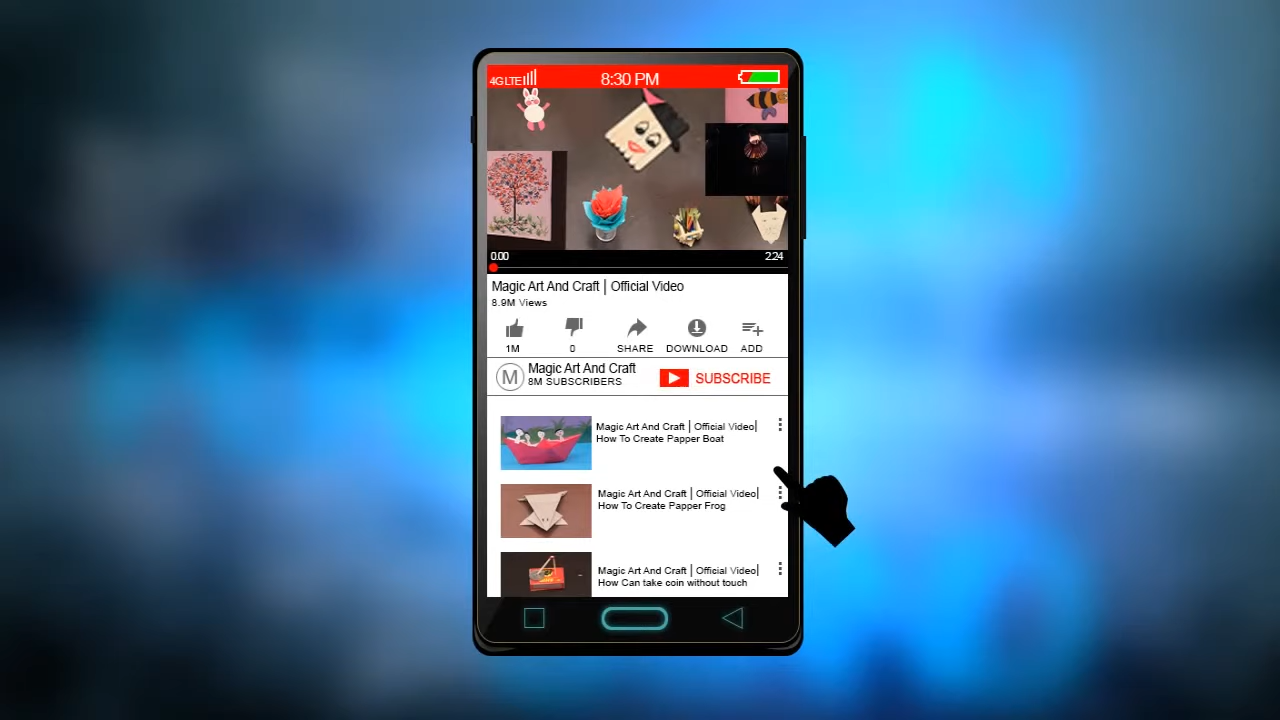 4G LTE 8:30 PM
0.00 2:24
Magic Art And Craft | Official Video
8.9M Views
1M 0 SHARE DOWNLOAD ADD
M Magic Art And Craft
8M SUBSCRIBERS
SUBSCRIBE
Magic Art And Craft | Official Video|
How To Create Papper Boat
Magic Art And Craft | Official Video|
How To Create Papper Frog
Magic Art And Craft | Official Video|
How Can take coin without touch